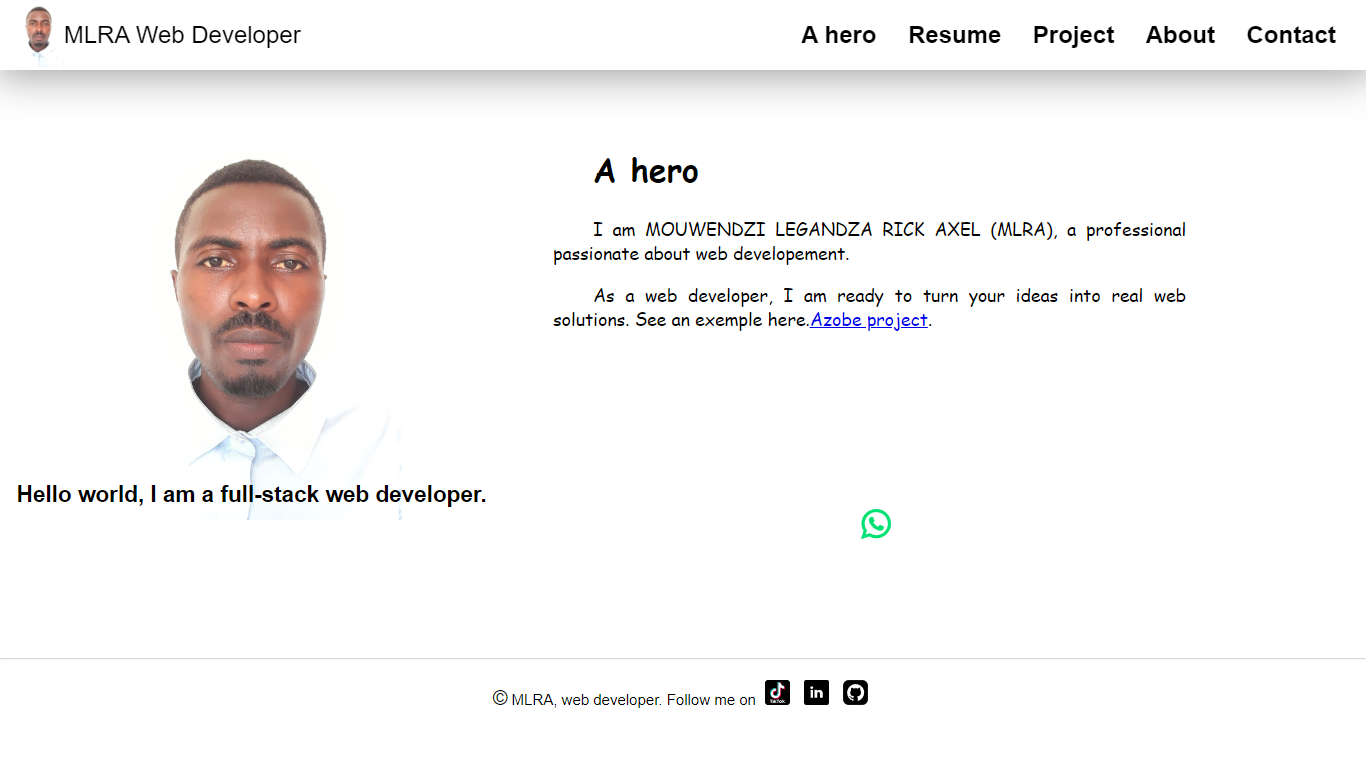 MLRA Web Developer
A hero Resume Project About Contact
A hero
I am MOUWENDZI LEGANDZA RICK AXEL (MLRA), a professional
passionate about web developement.
As a web developer, I am ready to turn your ideas into real web
solutions. See an exemple here.Azobe project.
Hello world, I am a full-stack web developer.
© MLRA, web developer. Follow me on
TikTok
in